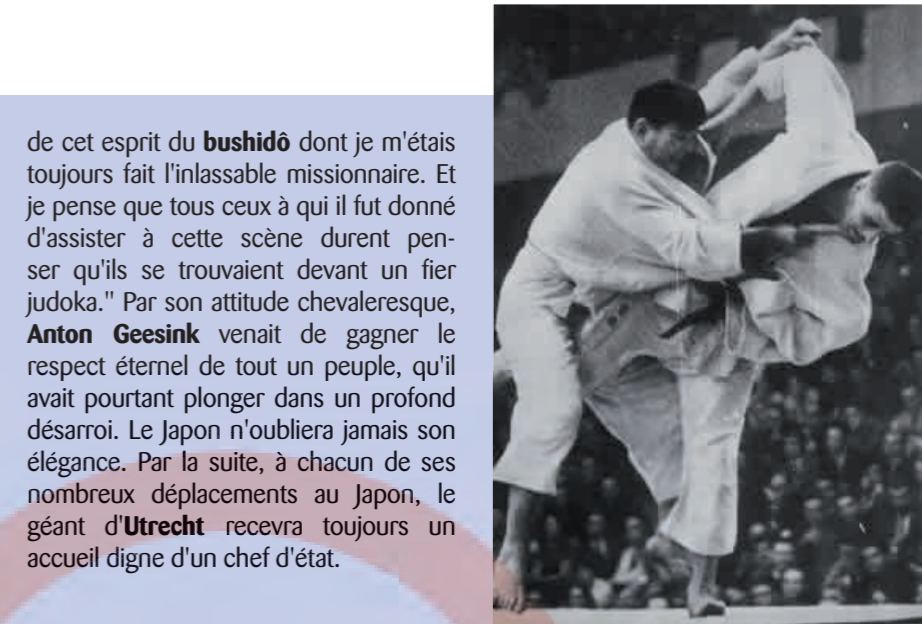 de cet esprit du bushidô dont je m'étais
toujours fait l'inlassable missionnaire. Et
je pense que tous ceux à qui il fut donné
d'assister à cette scène durent pen-
ser qu'ils se trouvaient devant un fier
judoka." Par son attitude chevaleresque,
Anton Geesink venait de gagner le
respect éternel de tout un peuple, qu'il
avait pourtant plonger dans un profond
désarroi. Le Japon n'oubliera jamais son
élégance. Par la suite, à chacun de ses
nombreux déplacements au Japon, le
géant d'Utrecht recevra toujours un
accueil digne d'un chef d'état.